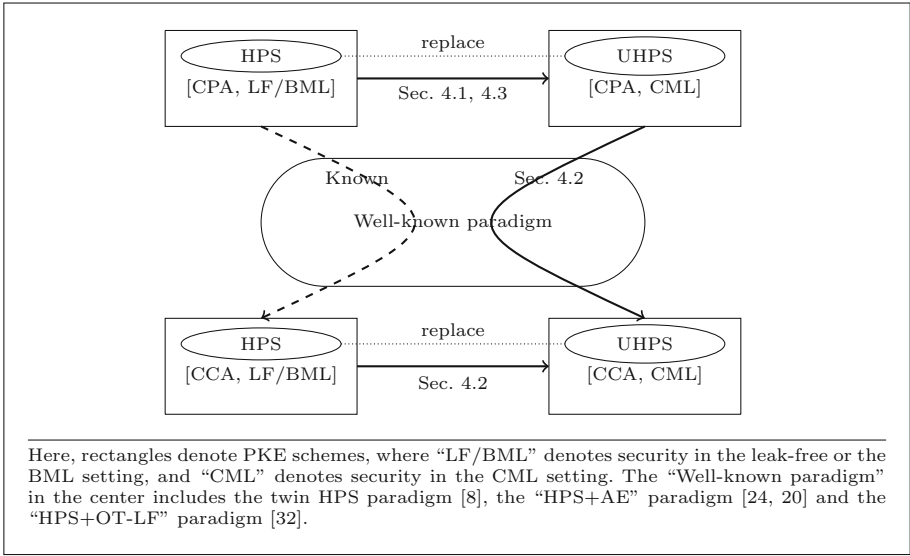 HPS
replace
UHPS
[CPA, LF/BML]
Sec. 4.1, 4.3
[CPA, CML]
Known
Sec. 4.2
Well-known paradigm
HPS
replace
UHPS
[CCA, LF/BML]
Sec. 4.2
[CCA, CML]
Here, rectangles denote PKE schemes, where “LF/BML” denotes security in the leak-free or the
BML setting, and “CML” denotes security in the CML setting. The “Well-known paradigm”
in the center includes the twin HPS paradigm [8], the “HPS+AE” paradigm [24, 20] and the
“HPS+OT-LF” paradigm [32].